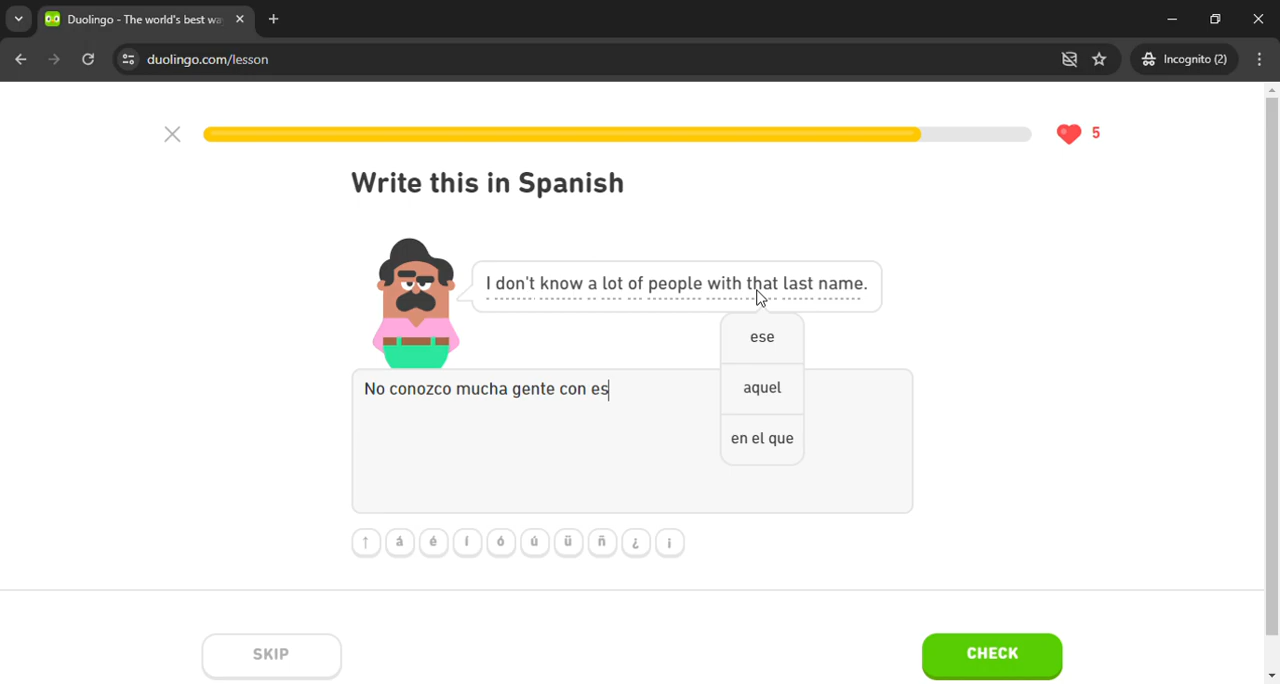 Duolingo - The world's best wa
duolingo.com/lesson
Incognito (2)
5
Write this in Spanish
I don't know a lot of people with that last name.
ese
aquel
en el que
No conozco mucha gente con es
↑ á é í ó ú ü ñ ¿ ¡
SKIP
CHECK